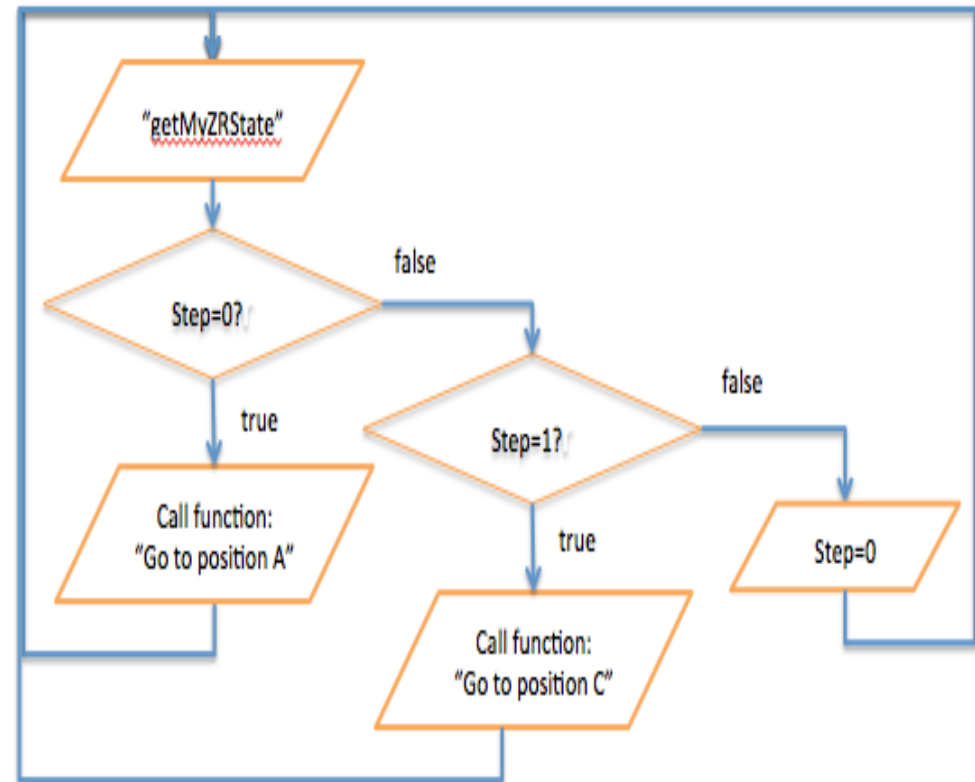 “getMyZRState”
false
Step=0?
false
true
Step=1?
Call function:
“Go to position A”
true
Step=0
Call function:
“Go to position C”